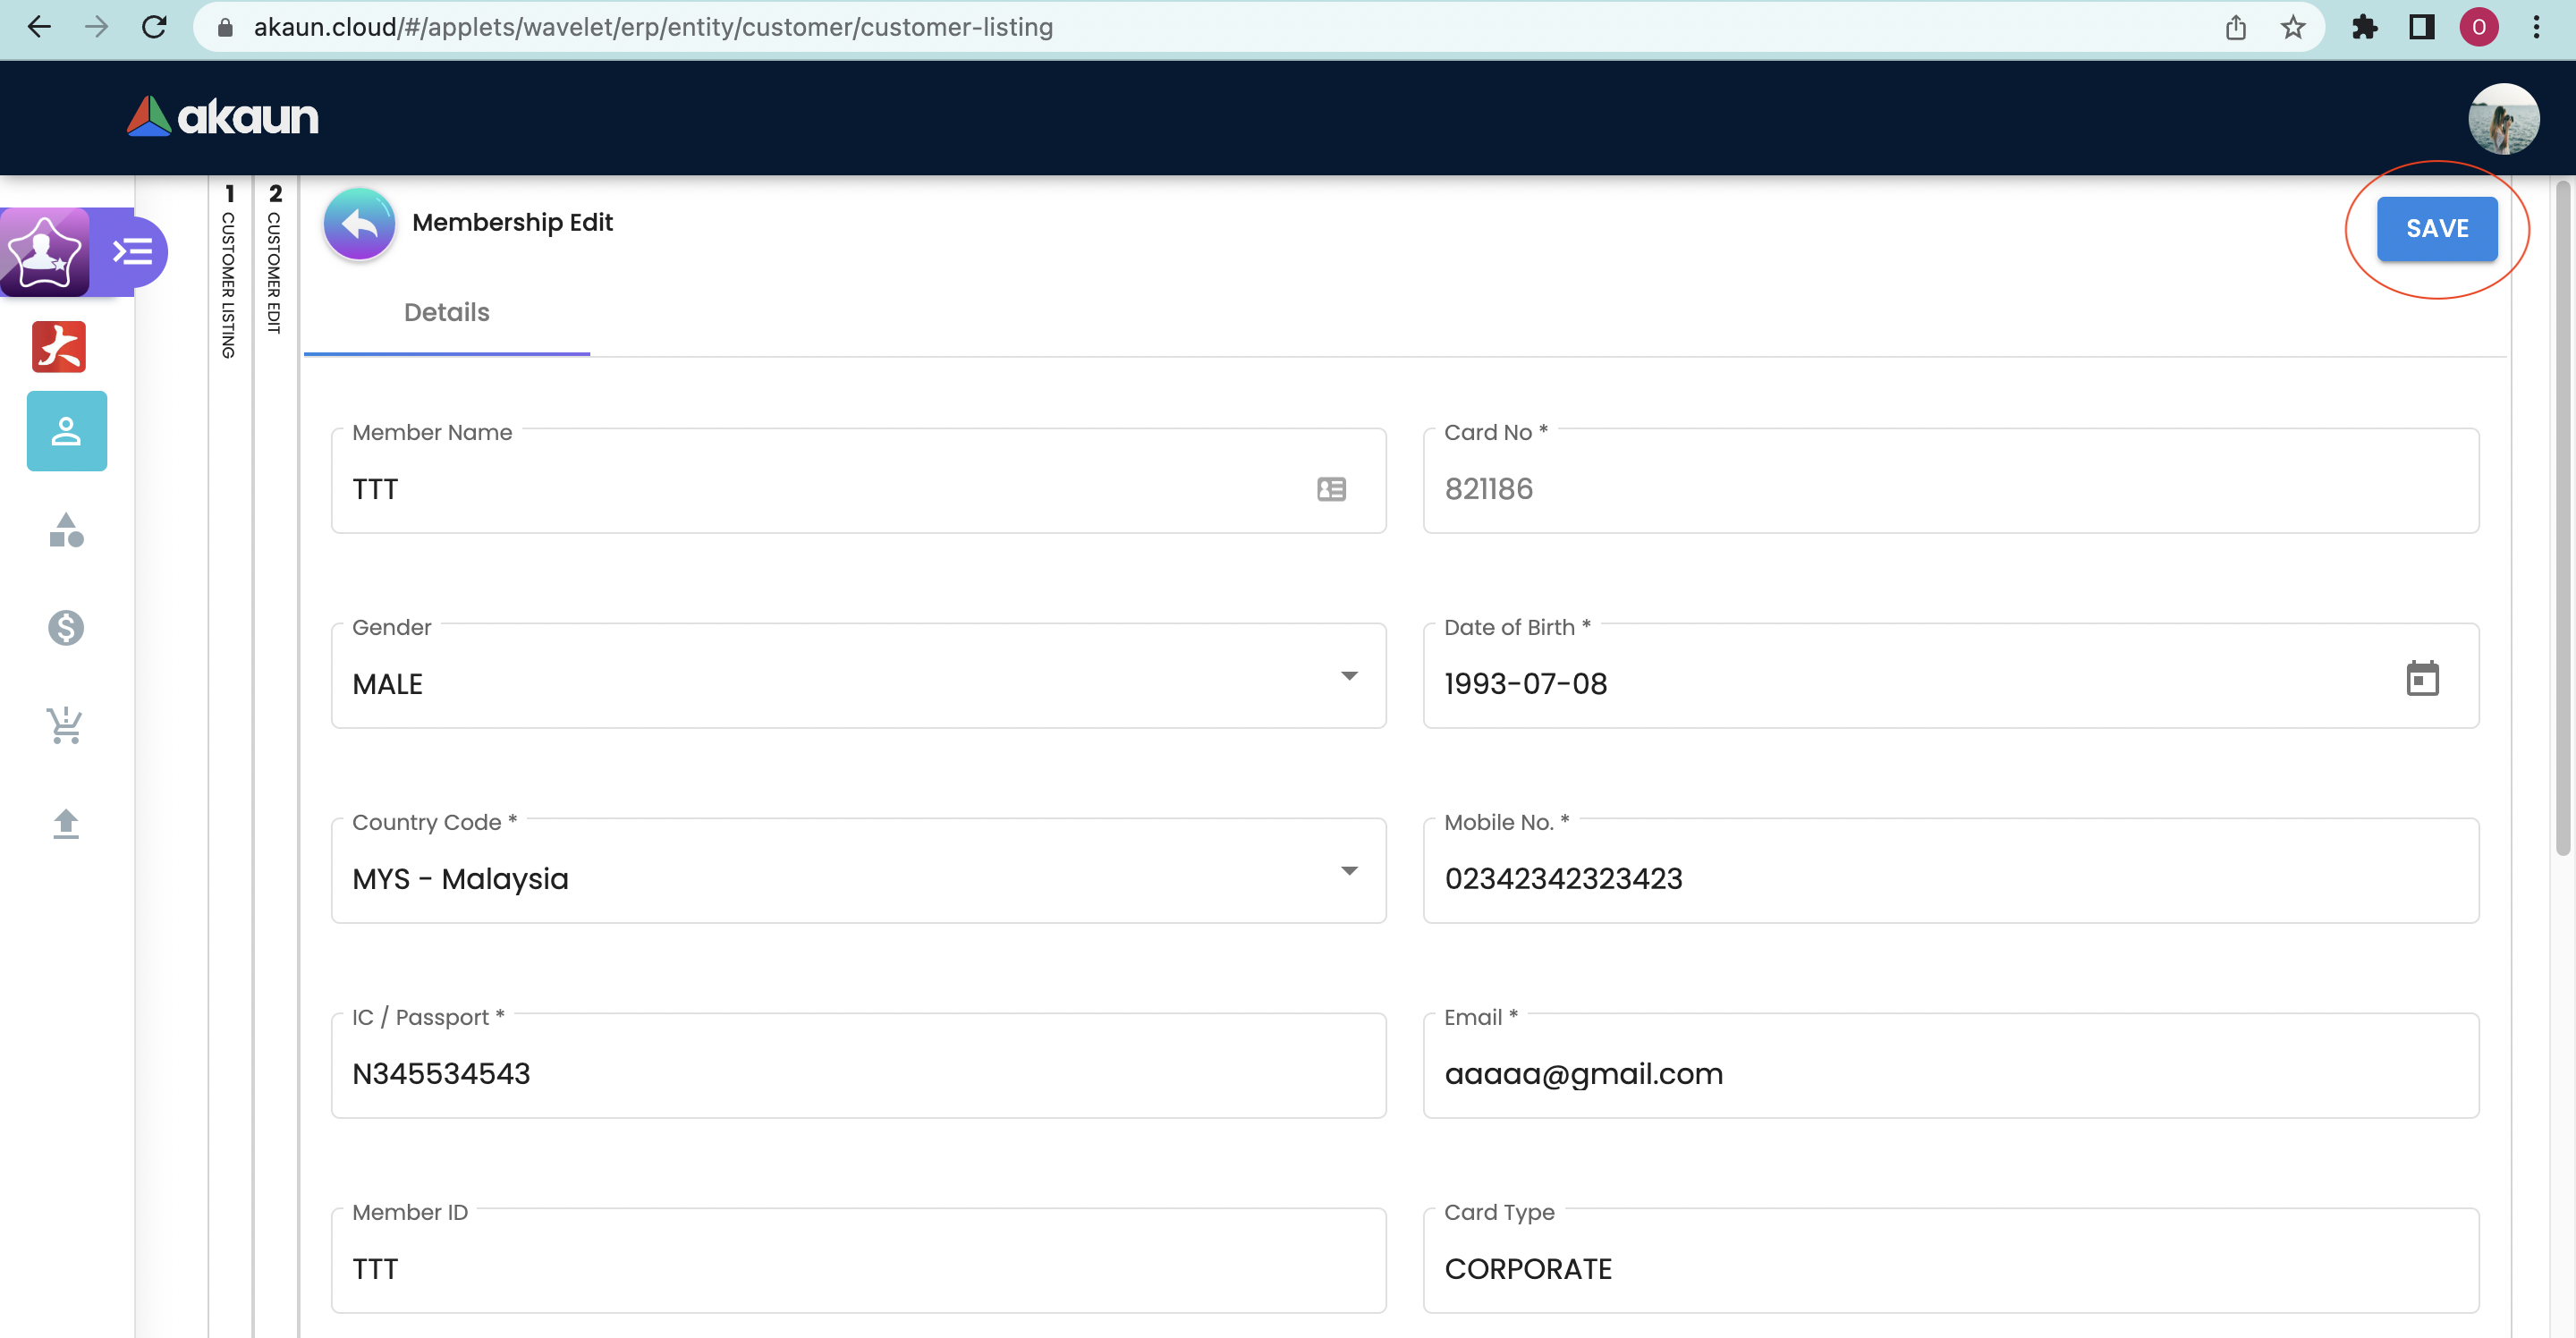 akaun.cloud/#/applets/wavelet/erp/entity/customer/customer-listing
O
akaun
1
CUSTOMER LISTING
2
CUSTOMER EDIT
Membership Edit
SAVE
Details
Member Name
TTT
Card No *
821186
Gender
MALE
Date of Birth *
1993-07-08
Country Code *
MYS - Malaysia
Mobile No. *
02342342323423
IC / Passport *
N345534543
Email *
aaaaa@gmail.com
Member ID
TTT
Card Type
CORPORATE